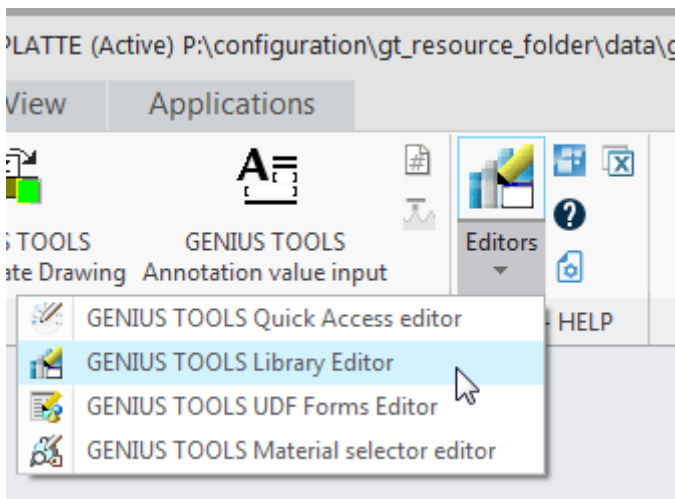 PLATTE (Active) P:\configuration\gt_resource_folder\data\g
View Applications
A
#
x
?
TOOLS GENIUS TOOLS Editors
ate Drawing Annotation value input
HELP
GENIUS TOOLS Quick Access editor
GENIUS TOOLS Library Editor
GENIUS TOOLS UDF Forms Editor
GENIUS TOOLS Material selector editor